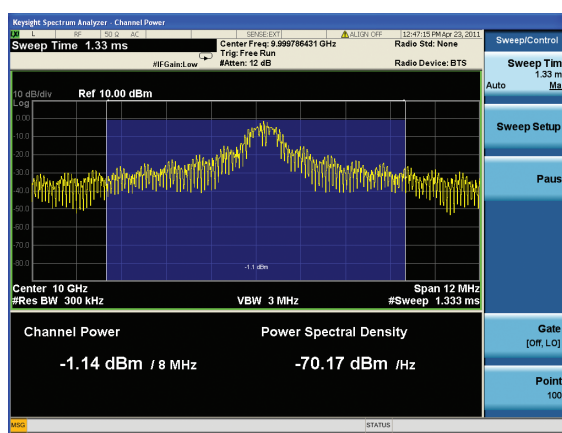 Keysight Spectrum Analyzer - Channel Power
L RF 50 Ω AC SENSE:EXT ALIGN OFF 12:47:15 PM Apr 23, 2011
Sweep Time 1.33 ms
Center Freq: 9.999786431 GHz
Radio Std: None
Trig: Free Run
#IFGain:Low
#Atten: 12 dB
Radio Device: BTS
10 dB/div Ref 10.00 dBm
Log
0.00
-10.0
-20.0
-30.0
-40.0
-50.0
-60.0
-70.0
-80.0
-1.1 dBm
Center 10 GHz
Span 12 MHz
#Res BW 300 kHz
VBW 3 MHz
#Sweep 1.333 ms
Channel Power
Power Spectral Density
-1.14 dBm / 8 MHz
-70.17 dBm /Hz
MSG
STATUS
Sweep/Control
Sweep Tim
1.33 m
Auto Ma
Sweep Setup
Paus
Gate
[Off, LO]
Point
100